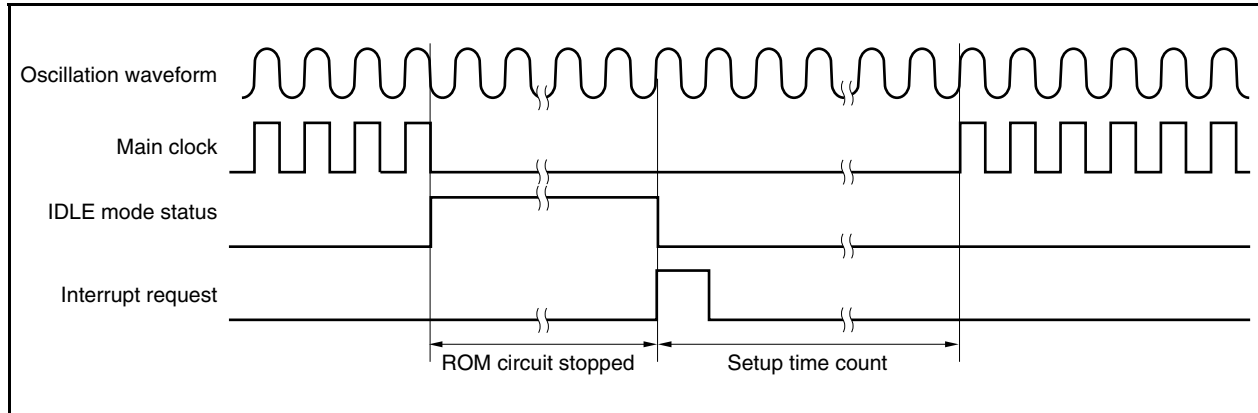 Oscillation waveform
Main clock
IDLE mode status
Interrupt request
ROM circuit stopped
Setup time count